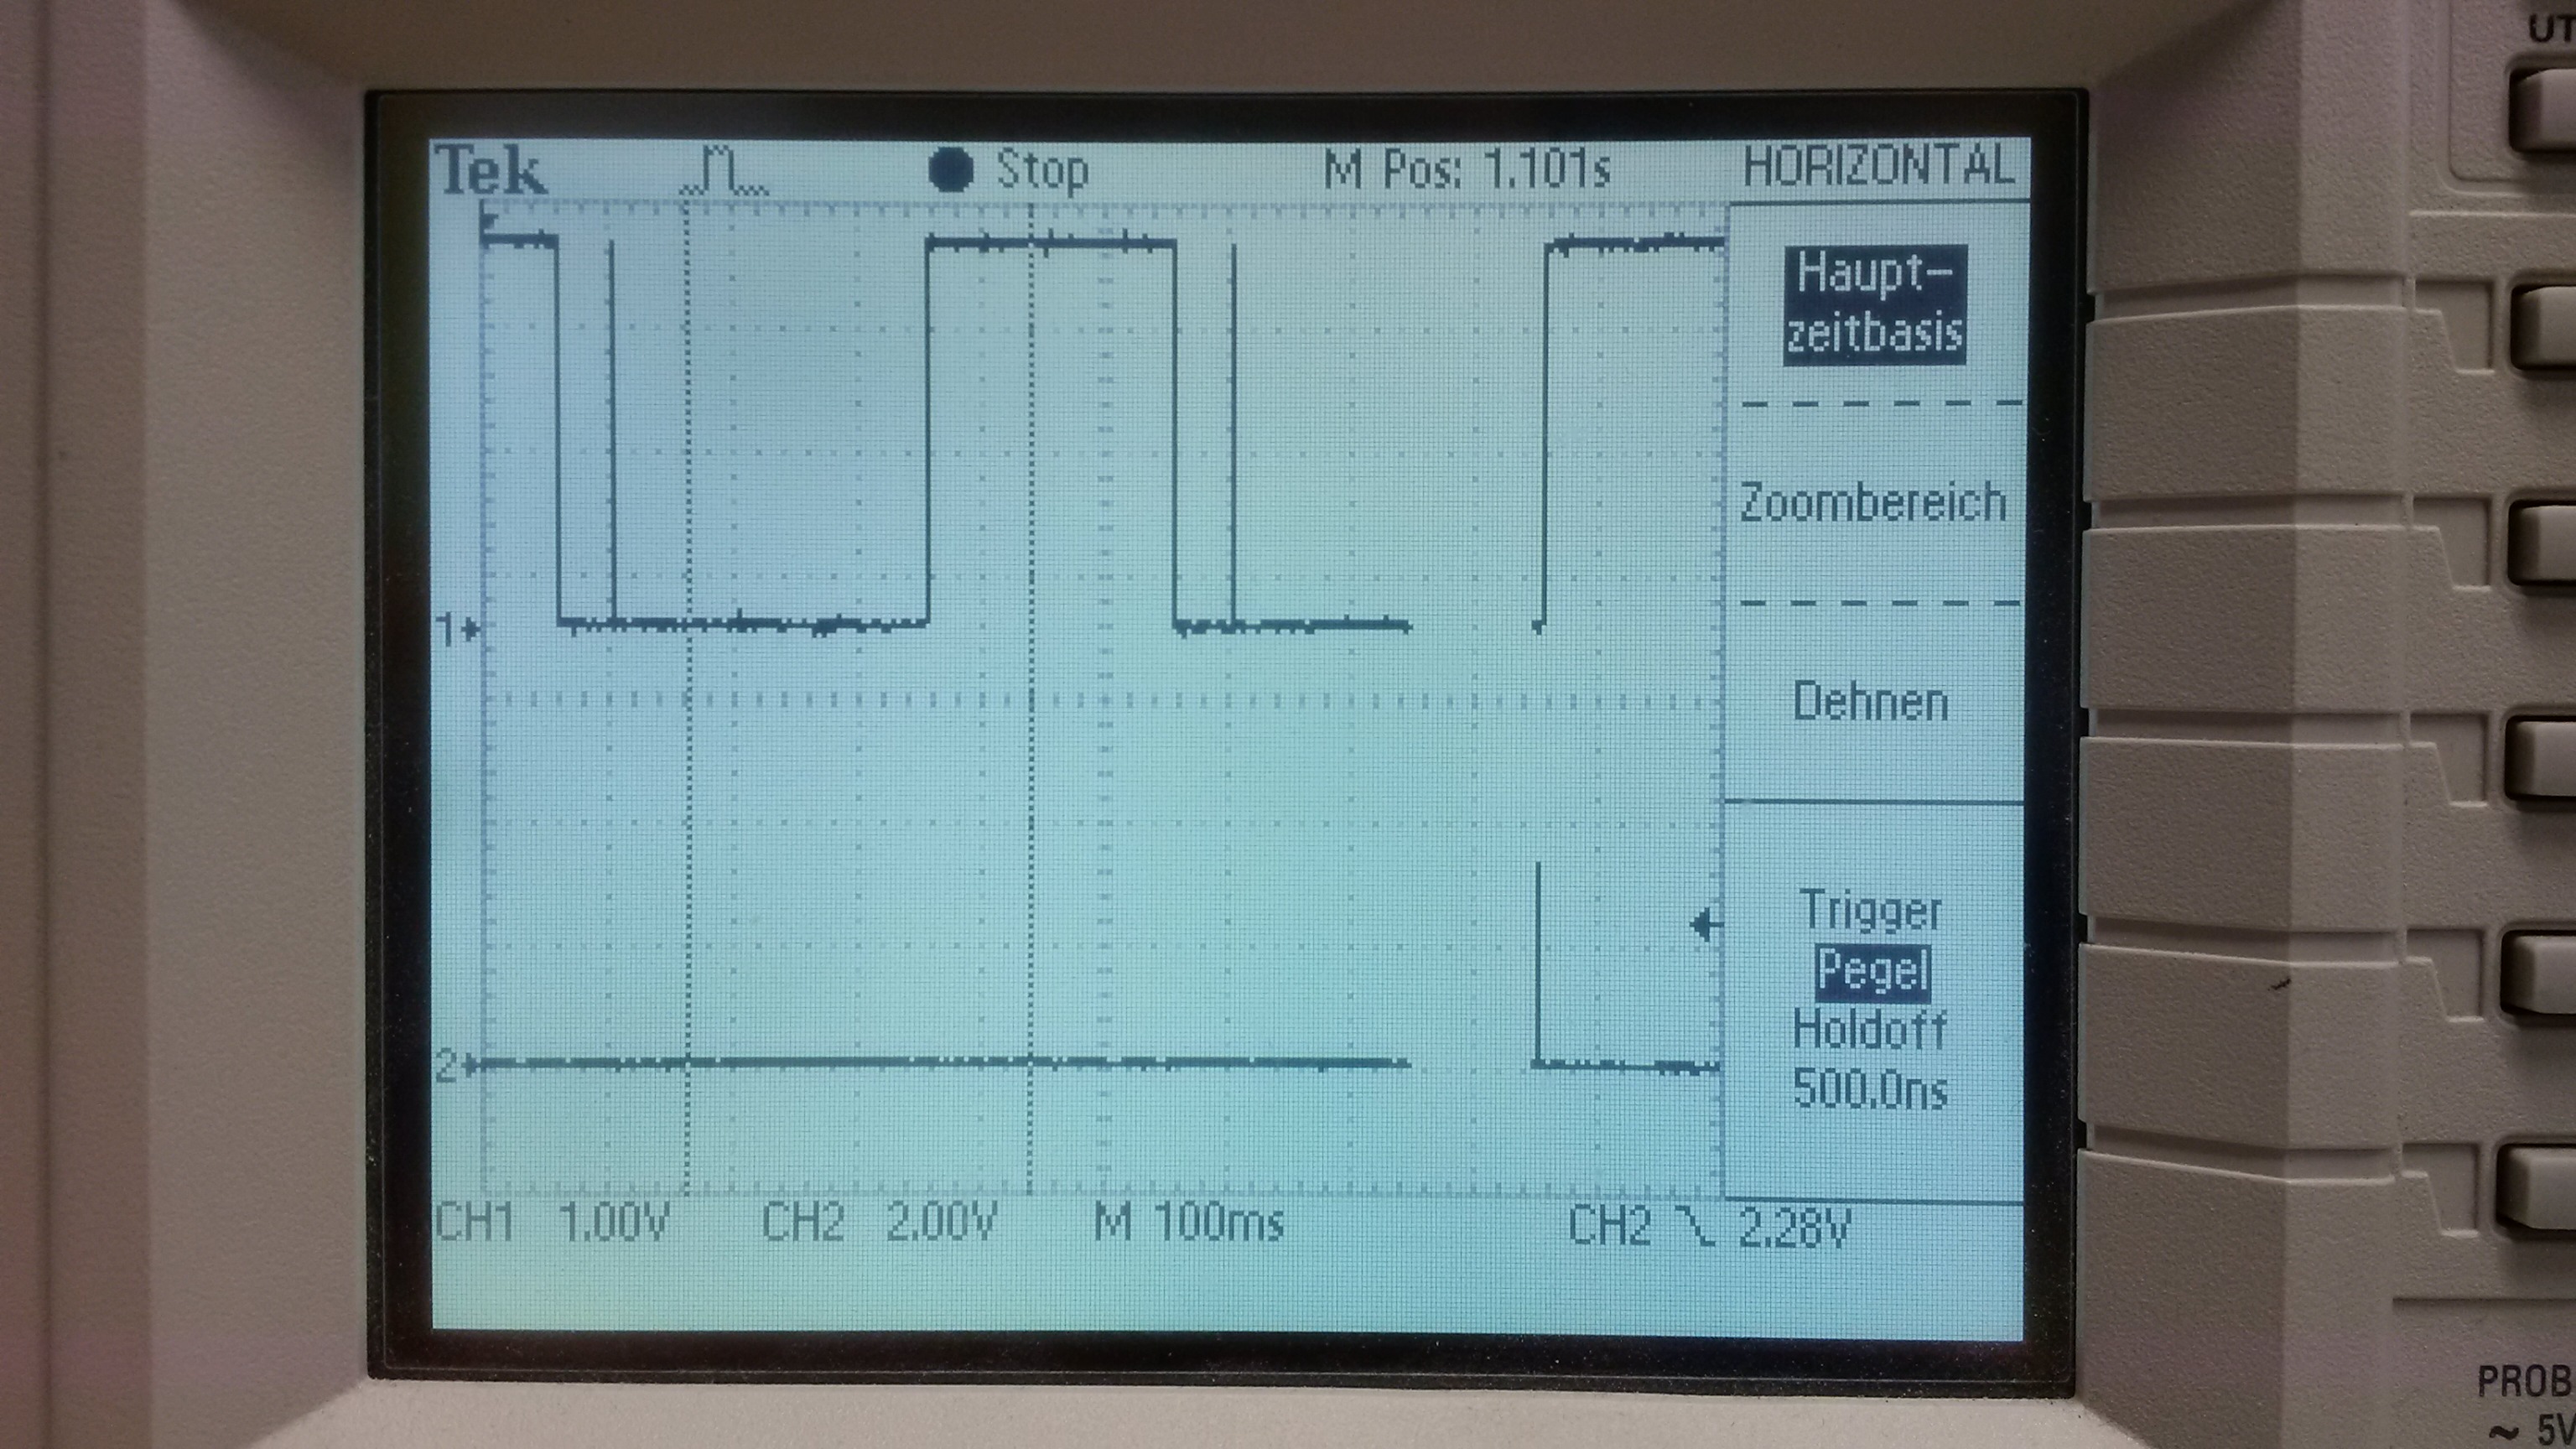 UT
Tek Stop M Pos: 1.101s HORIZONTAL
Haupt-
zeitbasis
Zoombereich
1
Dehnen
Trigger
Pegel
2
Holdoff
500.0ns
CH1 1.00V CH2 2.00V M 100ms CH2 2.28V
PROB
~ 5V